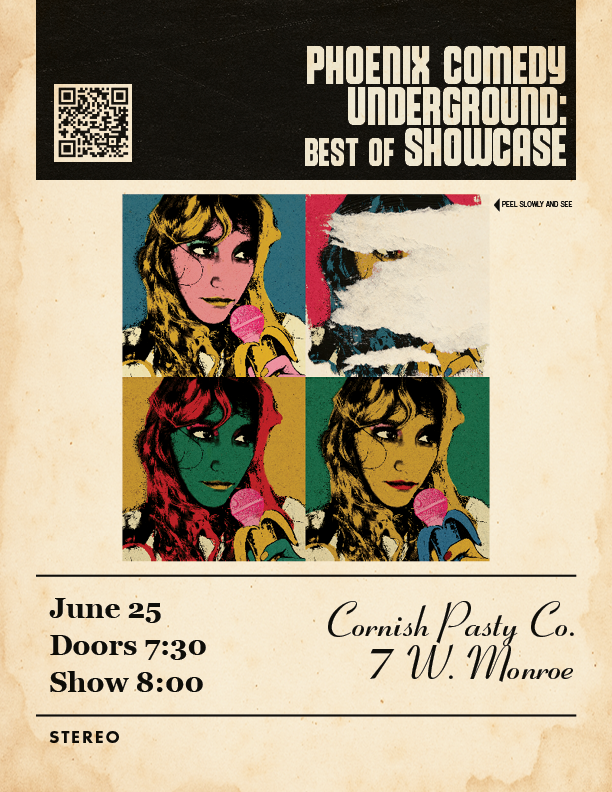 PHOENIX COMEDY
UNDERGROUND:
BEST OF SHOWCASE
PEEL SLOWLY AND SEE
June 25
Doors 7:30
Show 8:00
Cornish Pasty Co.
7 W. Monroe
STEREO